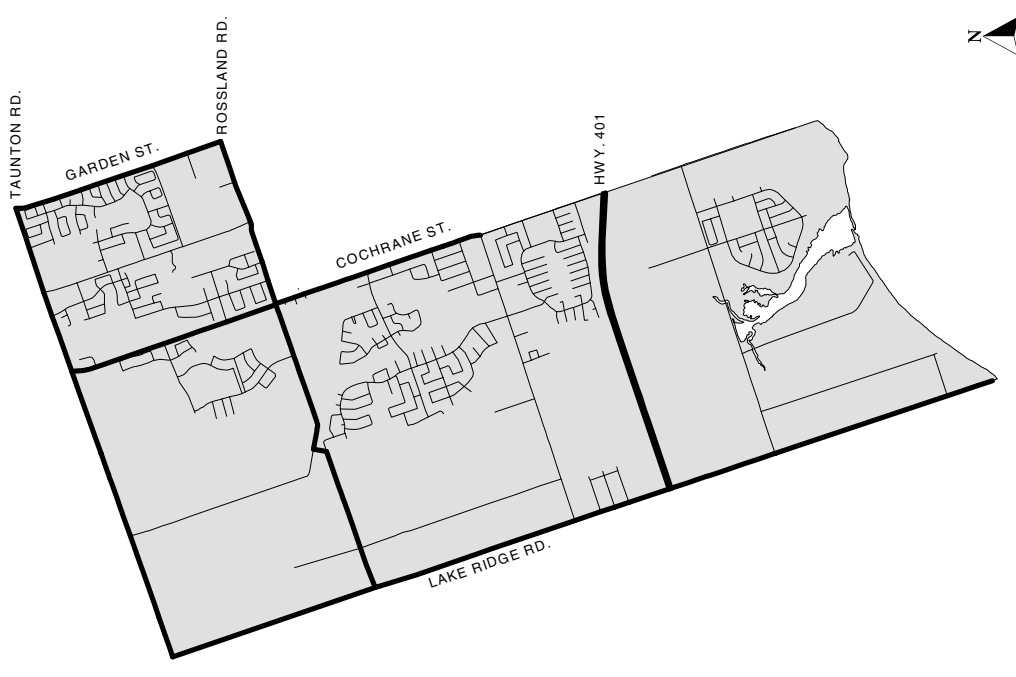 TAUNTON RD.
GARDEN ST.
ROSSLAND RD.
COCHRANE ST.
HWY. 401
LAKE RIDGE RD.
N